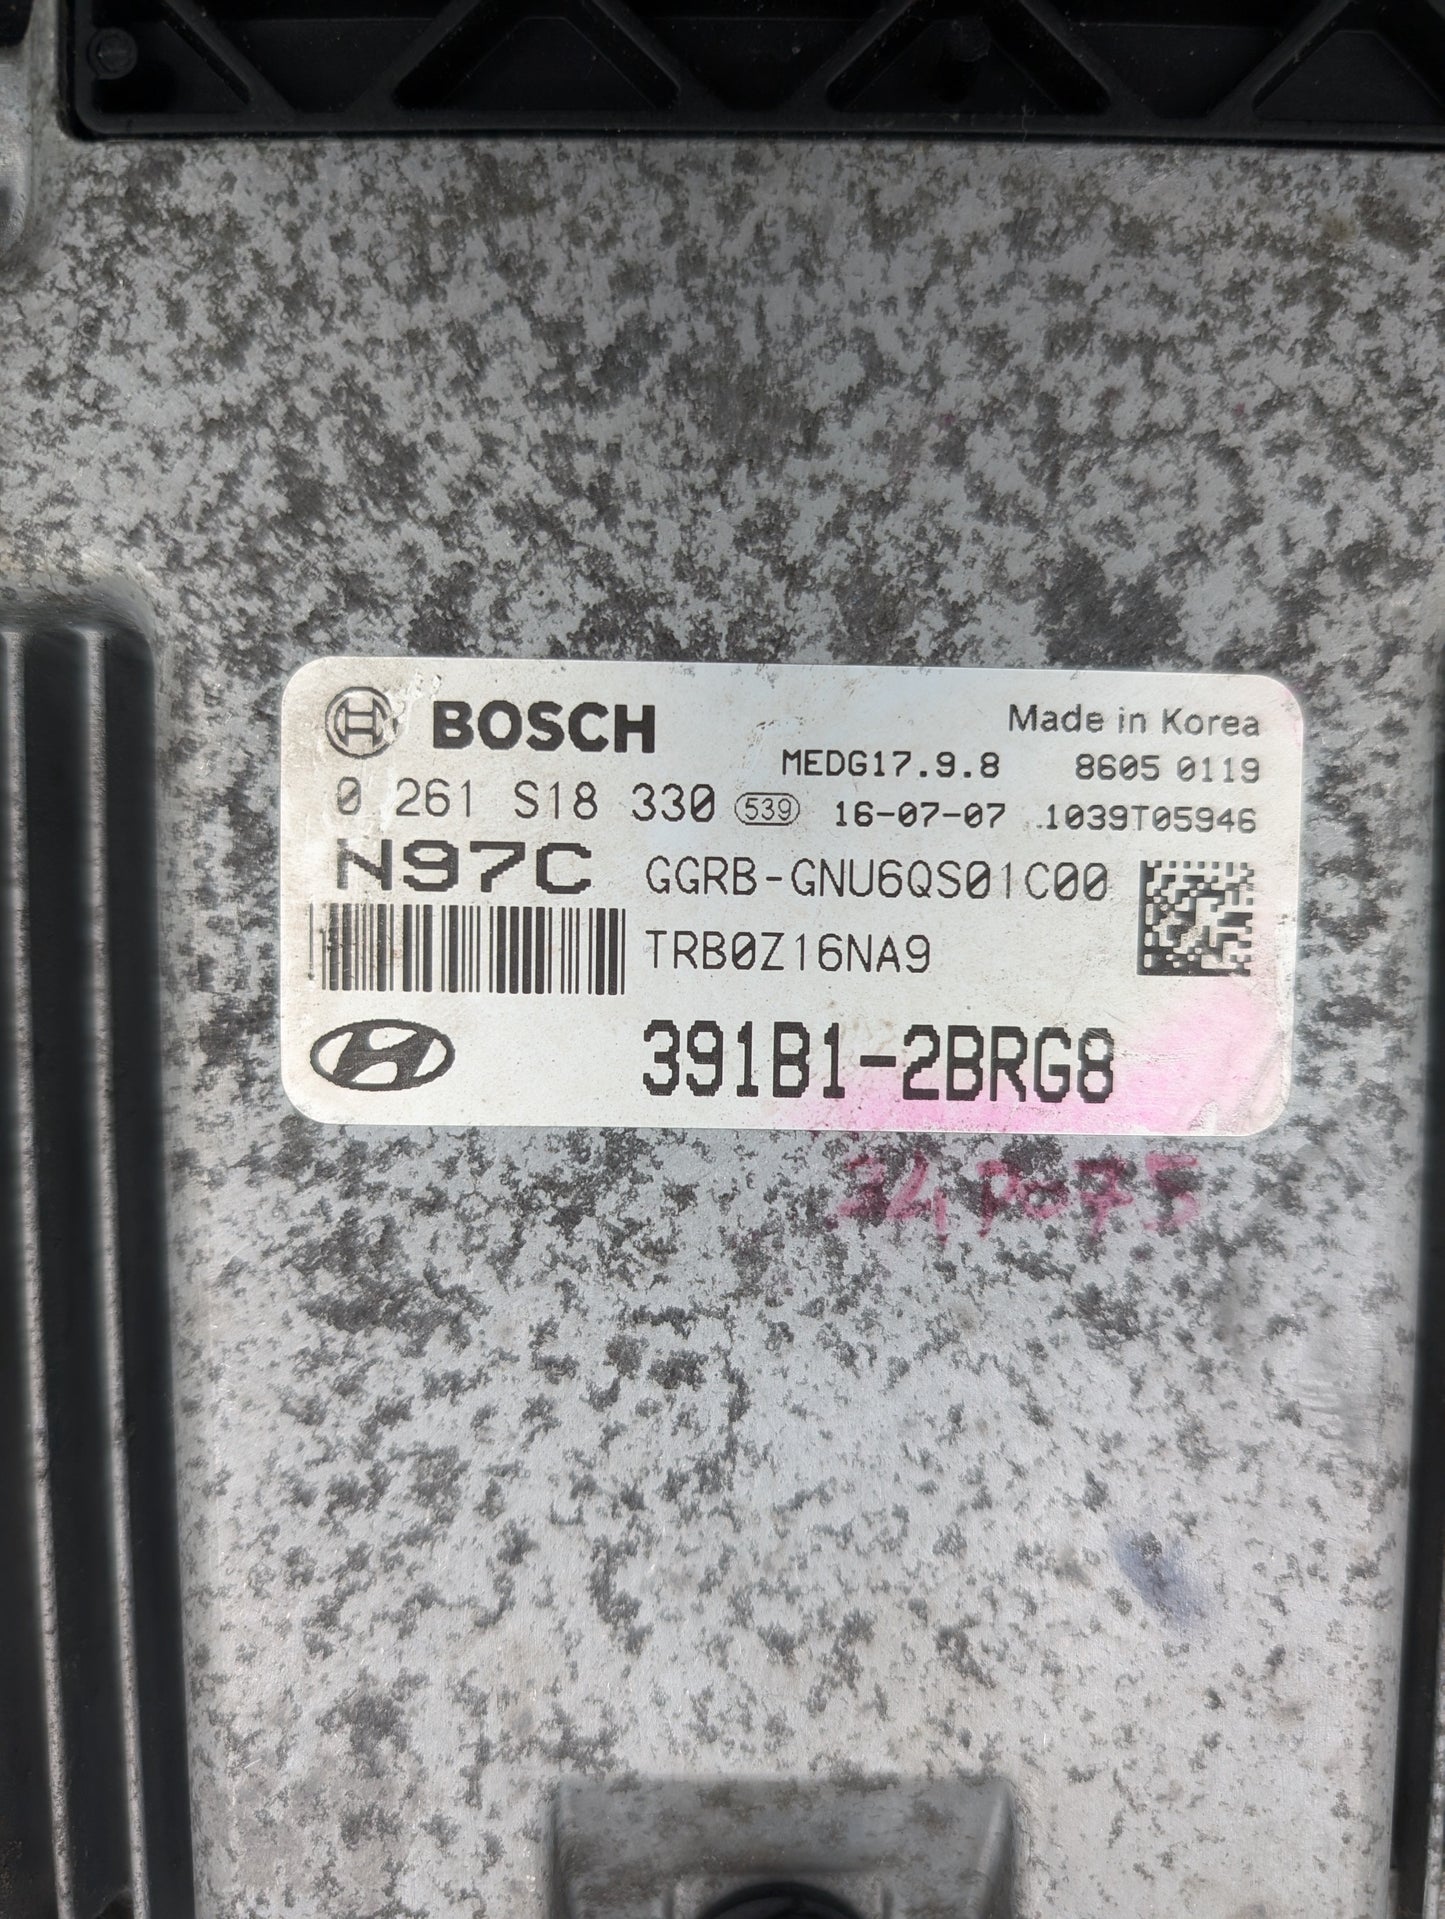 BOSCH
Made in Korea
MEDG17.9.8 8605 0119
0 261 S18 330 539 16-07-07 .1039T05946
N97C GGRB-GNU6QS01C00
TRB0Z16NA9
391B1-2BRG8